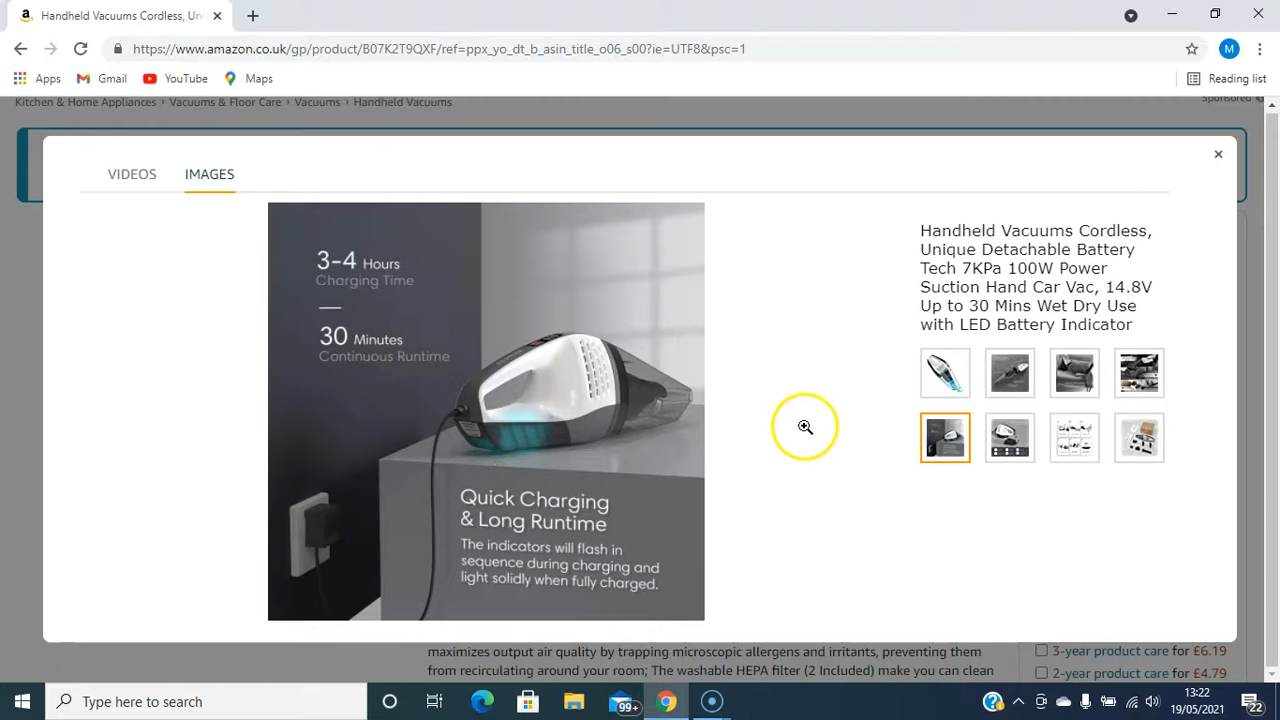 Handheld Vacuums Cordless, Un
https://www.amazon.co.uk/gp/product/B07K2T9QXF/ref=ppx_yo_dt_b_asin_title_o06_s00?ie=UTF8&psc=1
M
Apps
Gmail
YouTube
Maps
Reading list
Kitchen & Home Appliances › Vacuums & Floor Care › Vacuums › Handheld Vacuums
Sponsored
VIDEOS
IMAGES
3-4 Hours
Charging Time
30 Minutes
Continuous Runtime
Quick Charging
& Long Runtime
The indicators will flash in
sequence during charging and
light solidly when fully charged.
Handheld Vacuums Cordless,
Unique Detachable Battery
Tech 7KPa 100W Power
Suction Hand Car Vac, 14.8V
Up to 30 Mins Wet Dry Use
with LED Battery Indicator
maximizes output air quality by trapping microscopic allergens and irritants, preventing them
from recirculating around your room; The washable HEPA filter (2 Included) make you can clean
3-year product care for £6.19
2-year product care for £4.79
Type here to search
99+
13:22
19/05/2021
22